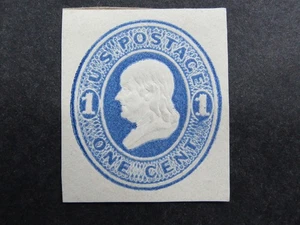 U.S POSTAGE
1 1
ONE CENT